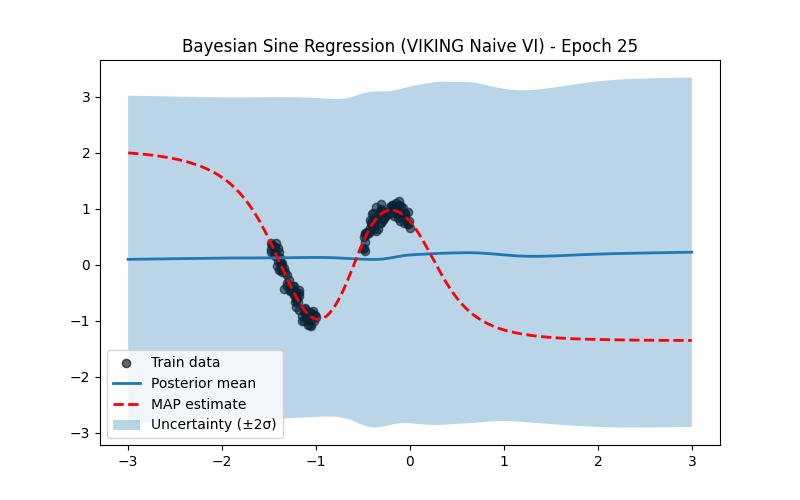 Bayesian Sine Regression (VIKING Naive VI) - Epoch 25
3
2
1
0
−1
−2
−3
Train data
Posterior mean
MAP estimate
Uncertainty (±2σ)
−3 −2 −1 0 1 2 3